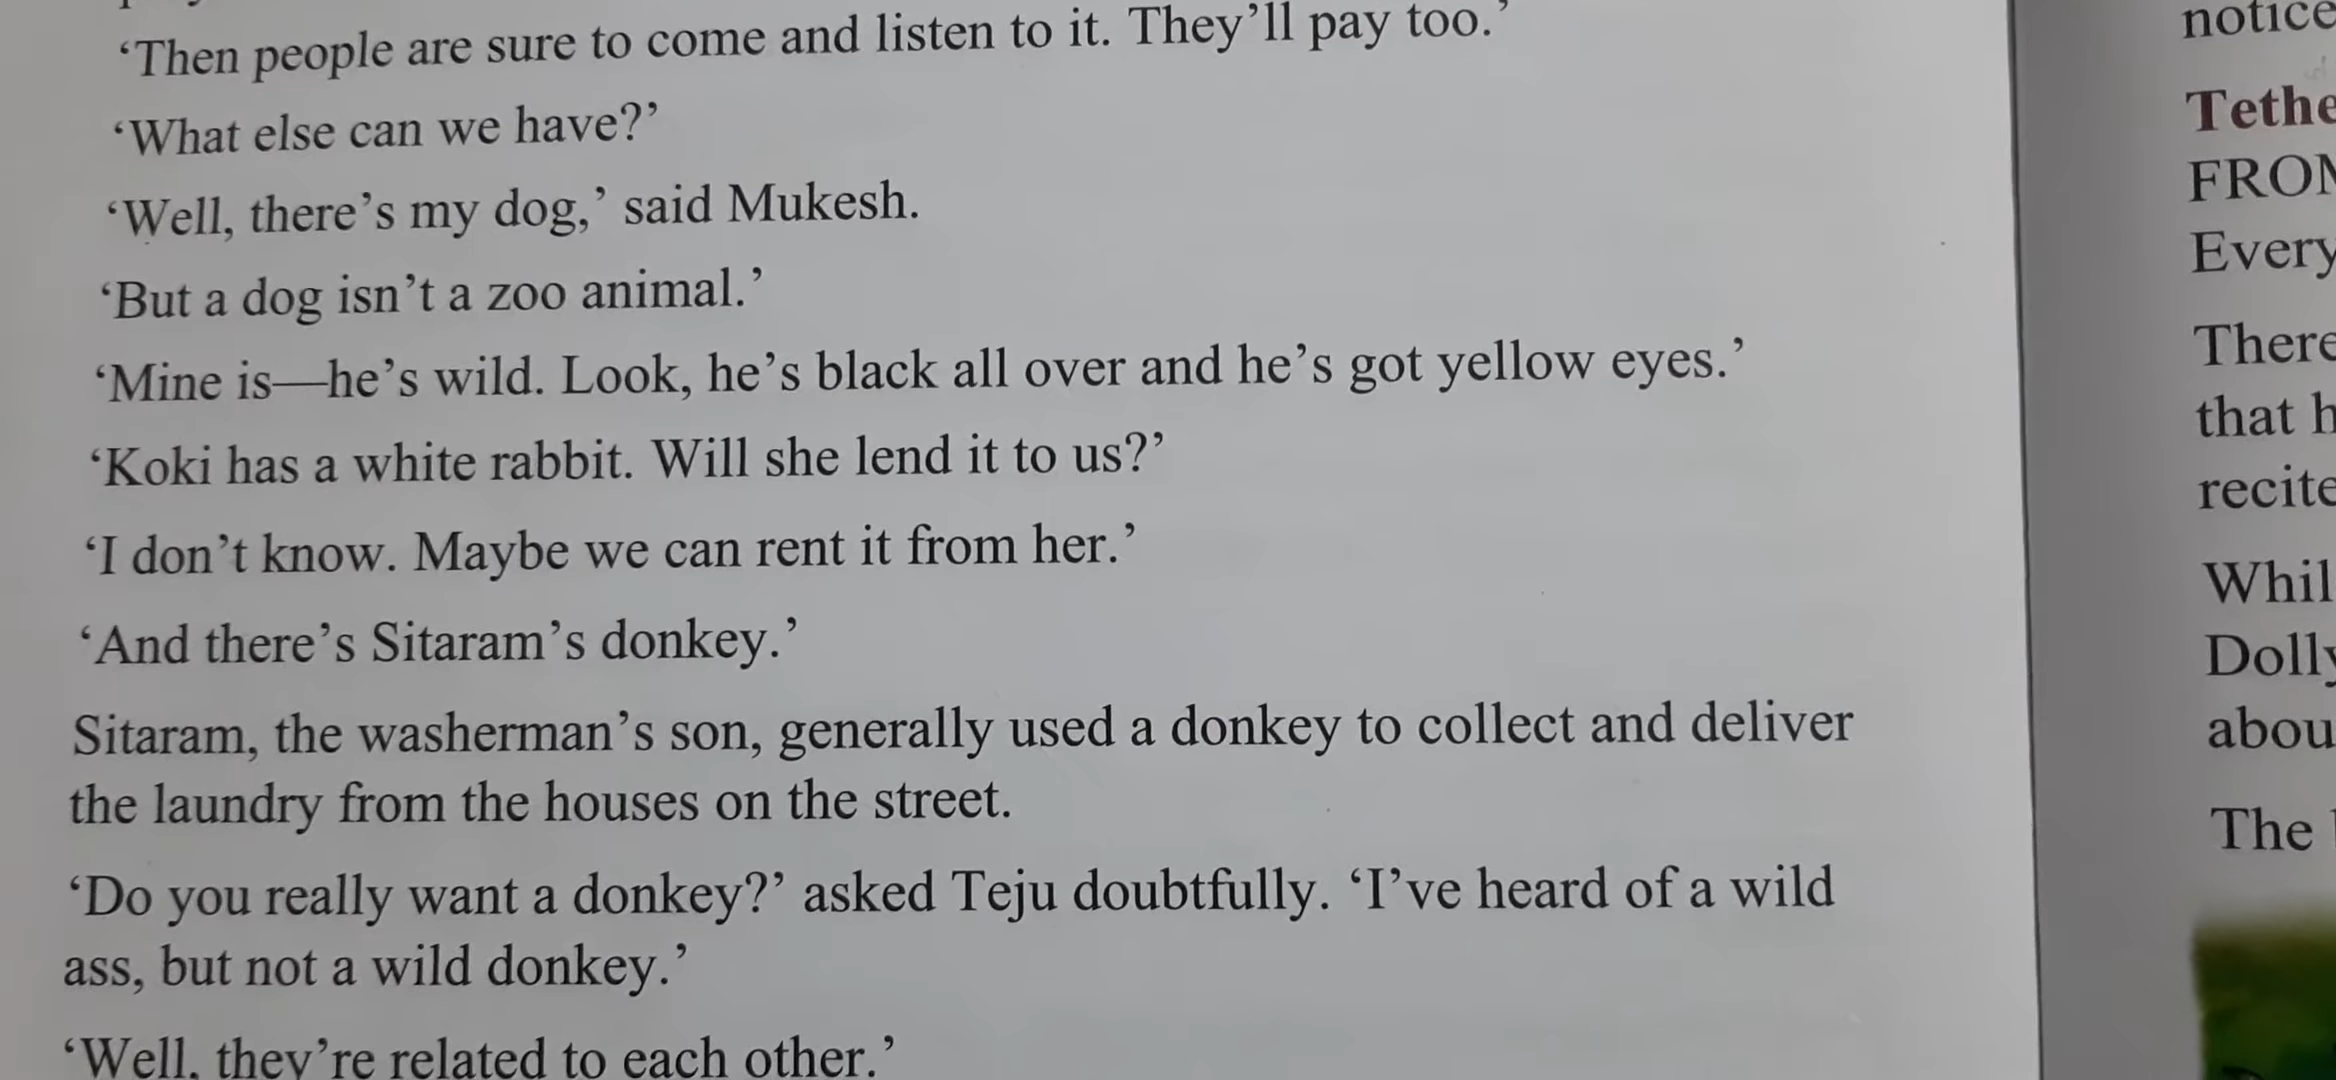 ‘Then people are sure to come and listen to it. They’ll pay too.’
‘What else can we have?’
‘Well, there’s my dog,’ said Mukesh.
‘But a dog isn’t a zoo animal.’
‘Mine is—he’s wild. Look, he’s black all over and he’s got yellow eyes.’
‘Koki has a white rabbit. Will she lend it to us?’
‘I don’t know. Maybe we can rent it from her.’
‘And there’s Sitaram’s donkey.’
Sitaram, the washerman’s son, generally used a donkey to collect and deliver
the laundry from the houses on the street.
‘Do you really want a donkey?’ asked Teju doubtfully. ‘I’ve heard of a wild
ass, but not a wild donkey.’
‘Well, they’re related to each other.’
notice
Tethe
FROM
Every
There
that h
recite
Whil
Dolly
abou
The